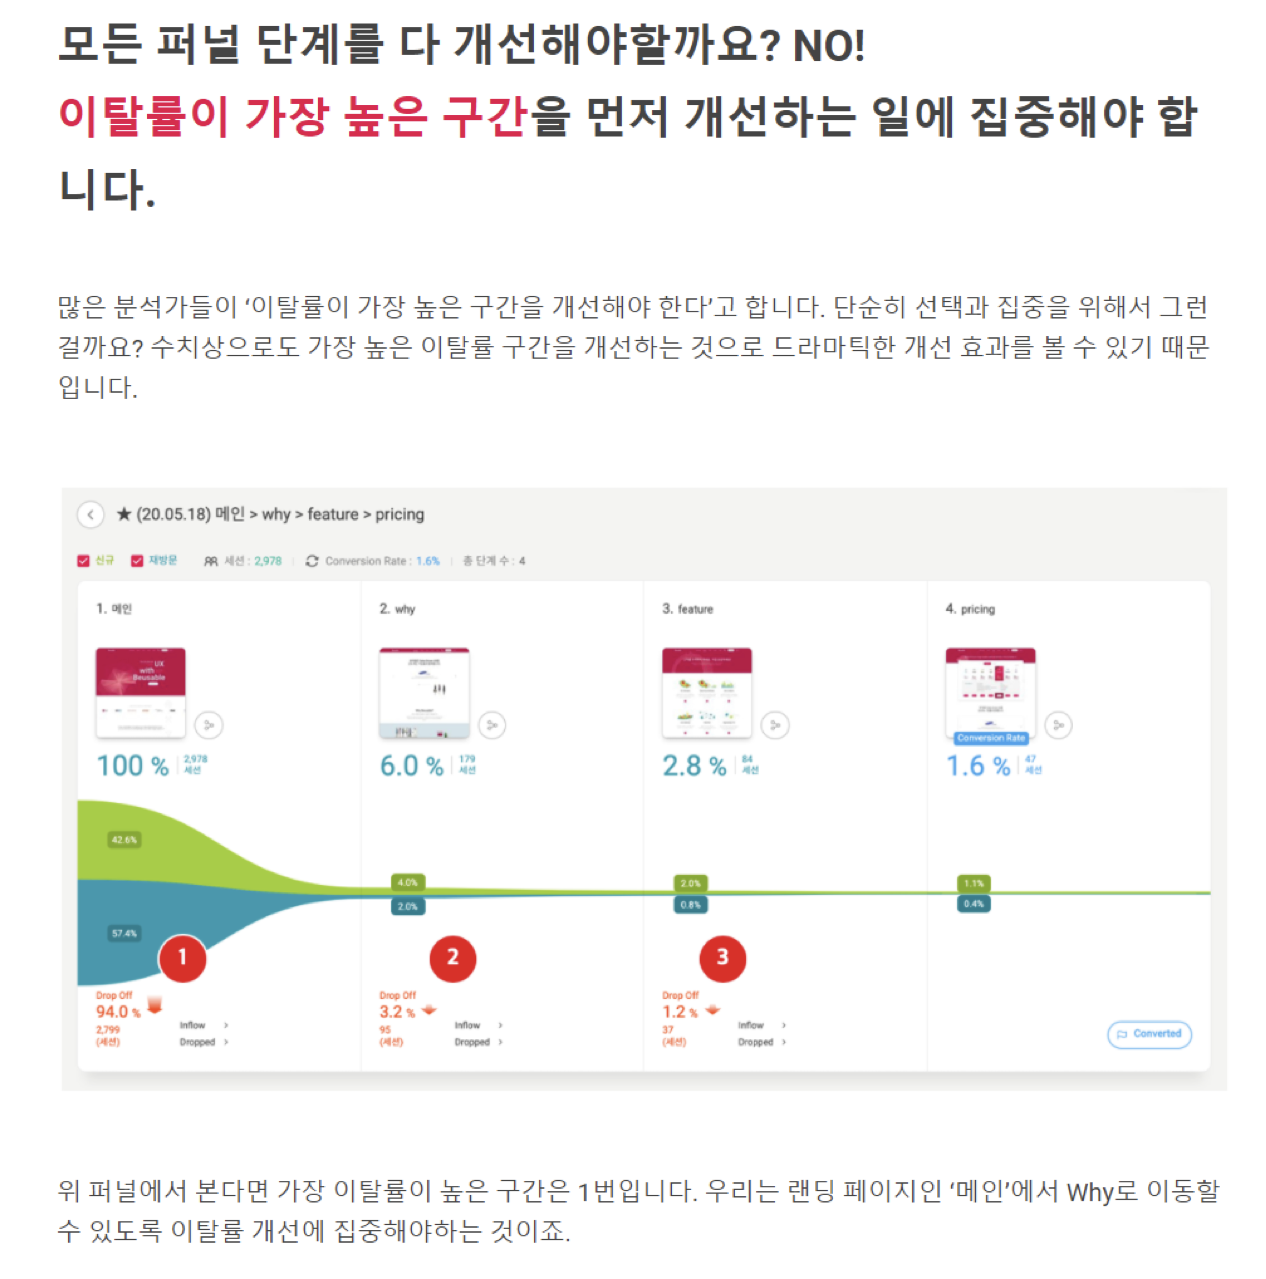 모든 퍼널 단계를 다 개선해야할까요? NO!
이탈률이 가장 높은 구간을 먼저 개선하는 일에 집중해야 합
니다.
많은 분석가들이 ‘이탈률이 가장 높은 구간을 개선해야 한다’고 합니다. 단순히 선택과 집중을 위해서 그런
걸까요? 수치상으로도 가장 높은 이탈률 구간을 개선하는 것으로 드라마틱한 개선 효과를 볼 수 있기 때문
입니다.
★ (20.05.18) 메인 > why > feature > pricing
신규 재방문 세션 : 2,978 Conversion Rate : 1.6% 총 단계 수 : 4
1. 메인
2. why
3. feature
4. pricing
UX
with
Beusable
Conversion Rate
100 % 2,978 세션
6.0 % 179 세션
2.8 % 84 세션
1.6 % 47 세션
42.6%
4.0%
2.0%
1.1%
57.4%
2.0%
0.8%
0.4%
1
2
3
Drop Off
94.0 %
2,799
(세션)
Inflow >
Dropped >
Drop Off
3.2 %
95
(세션)
Inflow >
Dropped >
Drop Off
1.2 %
37
(세션)
Inflow >
Dropped >
Converted
위 퍼널에서 본다면 가장 이탈률이 높은 구간은 1번입니다. 우리는 랜딩 페이지인 ‘메인’에서 Why로 이동할
수 있도록 이탈률 개선에 집중해야하는 것이죠.